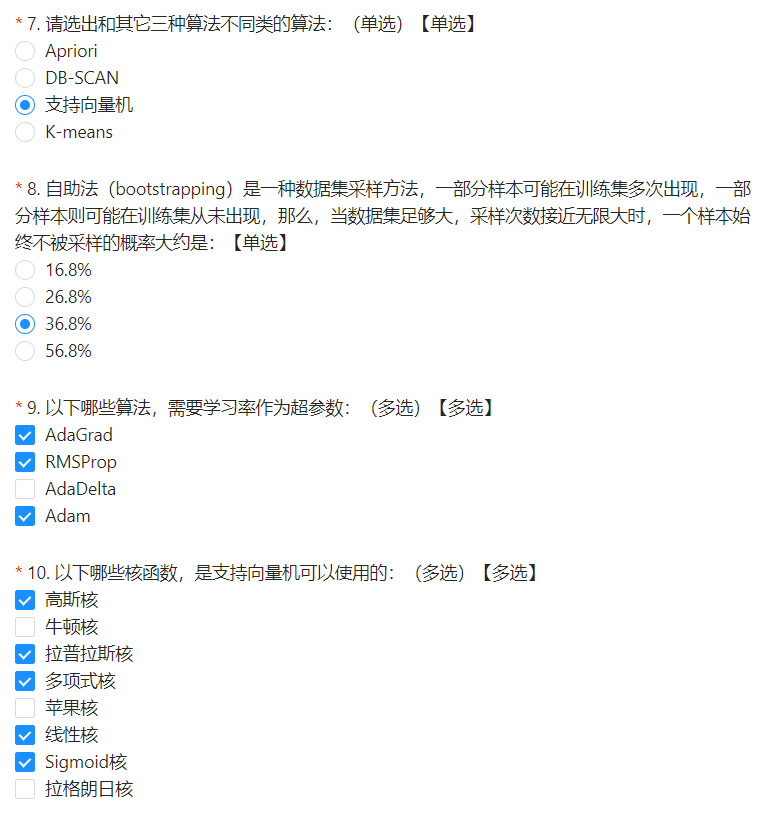 * 7. 请选出和其它三种算法不同类的算法：（单选）【单选】
Apriori
DB-SCAN
支持向量机
K-means
* 8. 自助法（bootstrapping）是一种数据集采样方法，一部分样本可能在训练集多次出现，一部
分样本则可能在训练集从未出现，那么，当数据集足够大，采样次数接近无限大时，一个样本始
终不被采样的概率大约是：【单选】
16.8%
26.8%
36.8%
56.8%
* 9. 以下哪些算法，需要学习率作为超参数：（多选）【多选】
AdaGrad
RMSProp
AdaDelta
Adam
* 10. 以下哪些核函数，是支持向量机可以使用的：（多选）【多选】
高斯核
牛顿核
拉普拉斯核
多项式核
苹果核
线性核
Sigmoid核
拉格朗日核